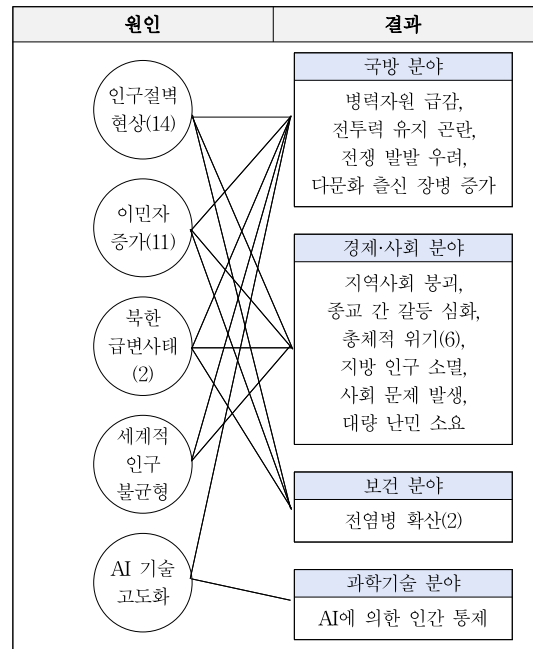 원인
결과
인구절벽
현상(14)
이민자
증가(11)
북한
급변사태
(2)
세계적
인구
불균형
AI 기술
고도화
국방 분야
병력자원 급감,
전투력 유지 곤란,
전쟁 발발 우려,
다문화 츨신 장병 증가
경제·사회 분야
지역사회 붕괴,
종교 간 갈등 심화,
총체적 위기(6),
지방 인구 소멸,
사회 문제 발생,
대량 난민 소요
보건 분야
전염병 확산(2)
과학기술 분야
AI에 의한 인간 통제